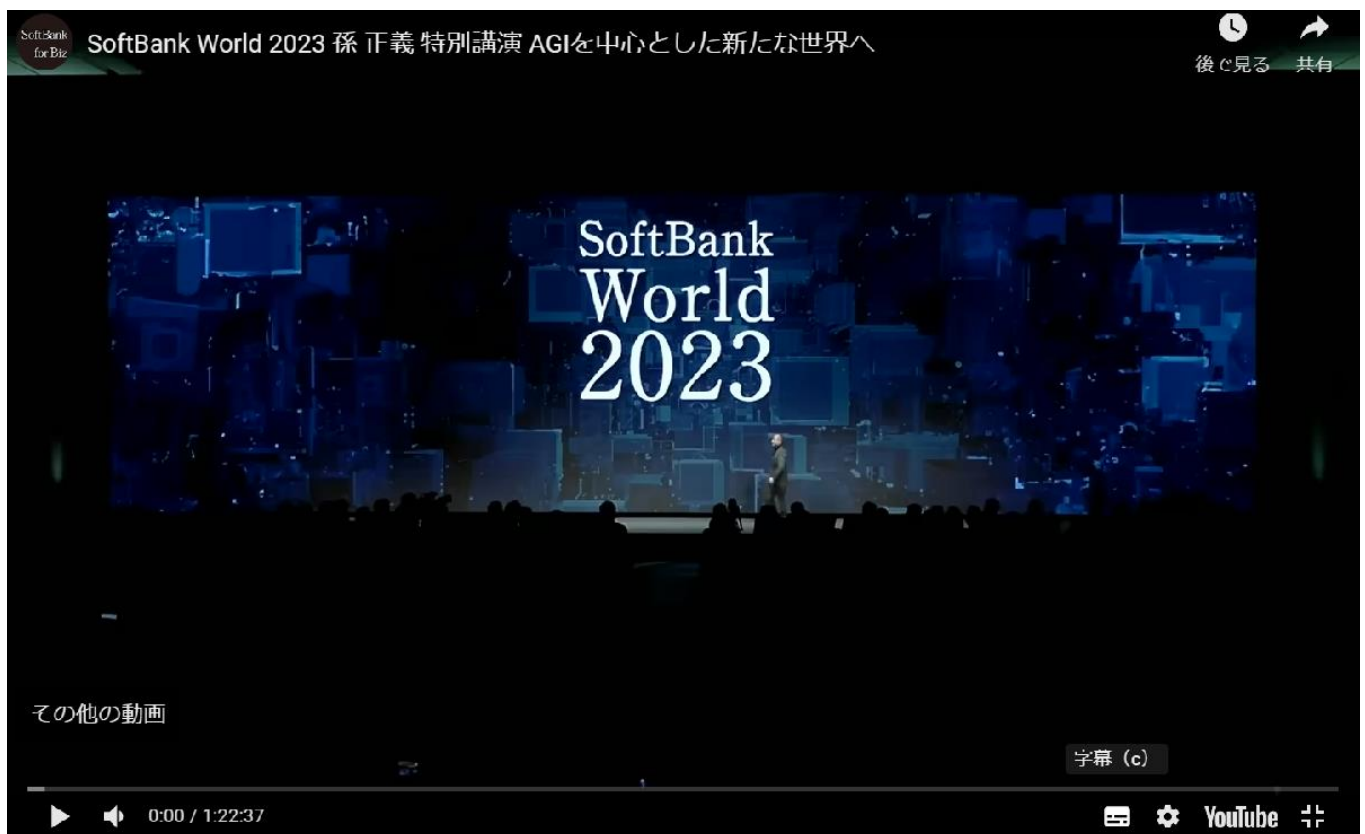 SoftBank
for Biz
SoftBank World 2023 孫 正義 特別講演 AGIを中心とした新たな世界へ
後で見る
共有
SoftBank
World
2023
その他の動画
字幕（c）
0:00 / 1:22:37
YouTube